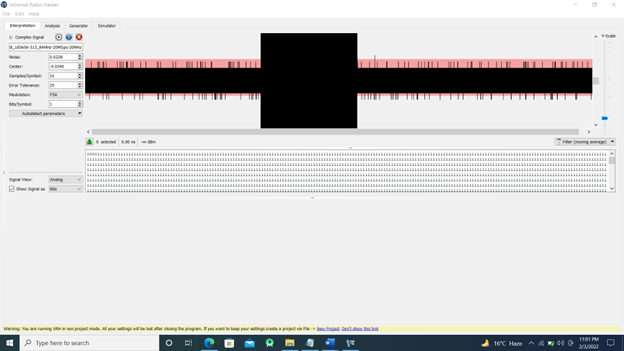 Universal Radio Hacker
File Edit Help
Interpretation Analysis Generator Simulator
1: Complex Signal
Noise: 0.0228
Center: -0.0340
Samples/Symbol: 10
Error Tolerance: 25
Modulation: FSK
Bits/Symbol: 1
Autodetect parameters
Y-Scale
0 selected 0.00 ns -∞ dBm
Filter (moving average)
Signal View: Analog
Show Signal as Bits
Warning: You are running URH in non project mode. All your settings will be lost after closing the program. If you want to keep your settings create a project via File -> New Project. Don't show this hint
Type here to search
16°C Haze
11:01 PM
2/3/2022